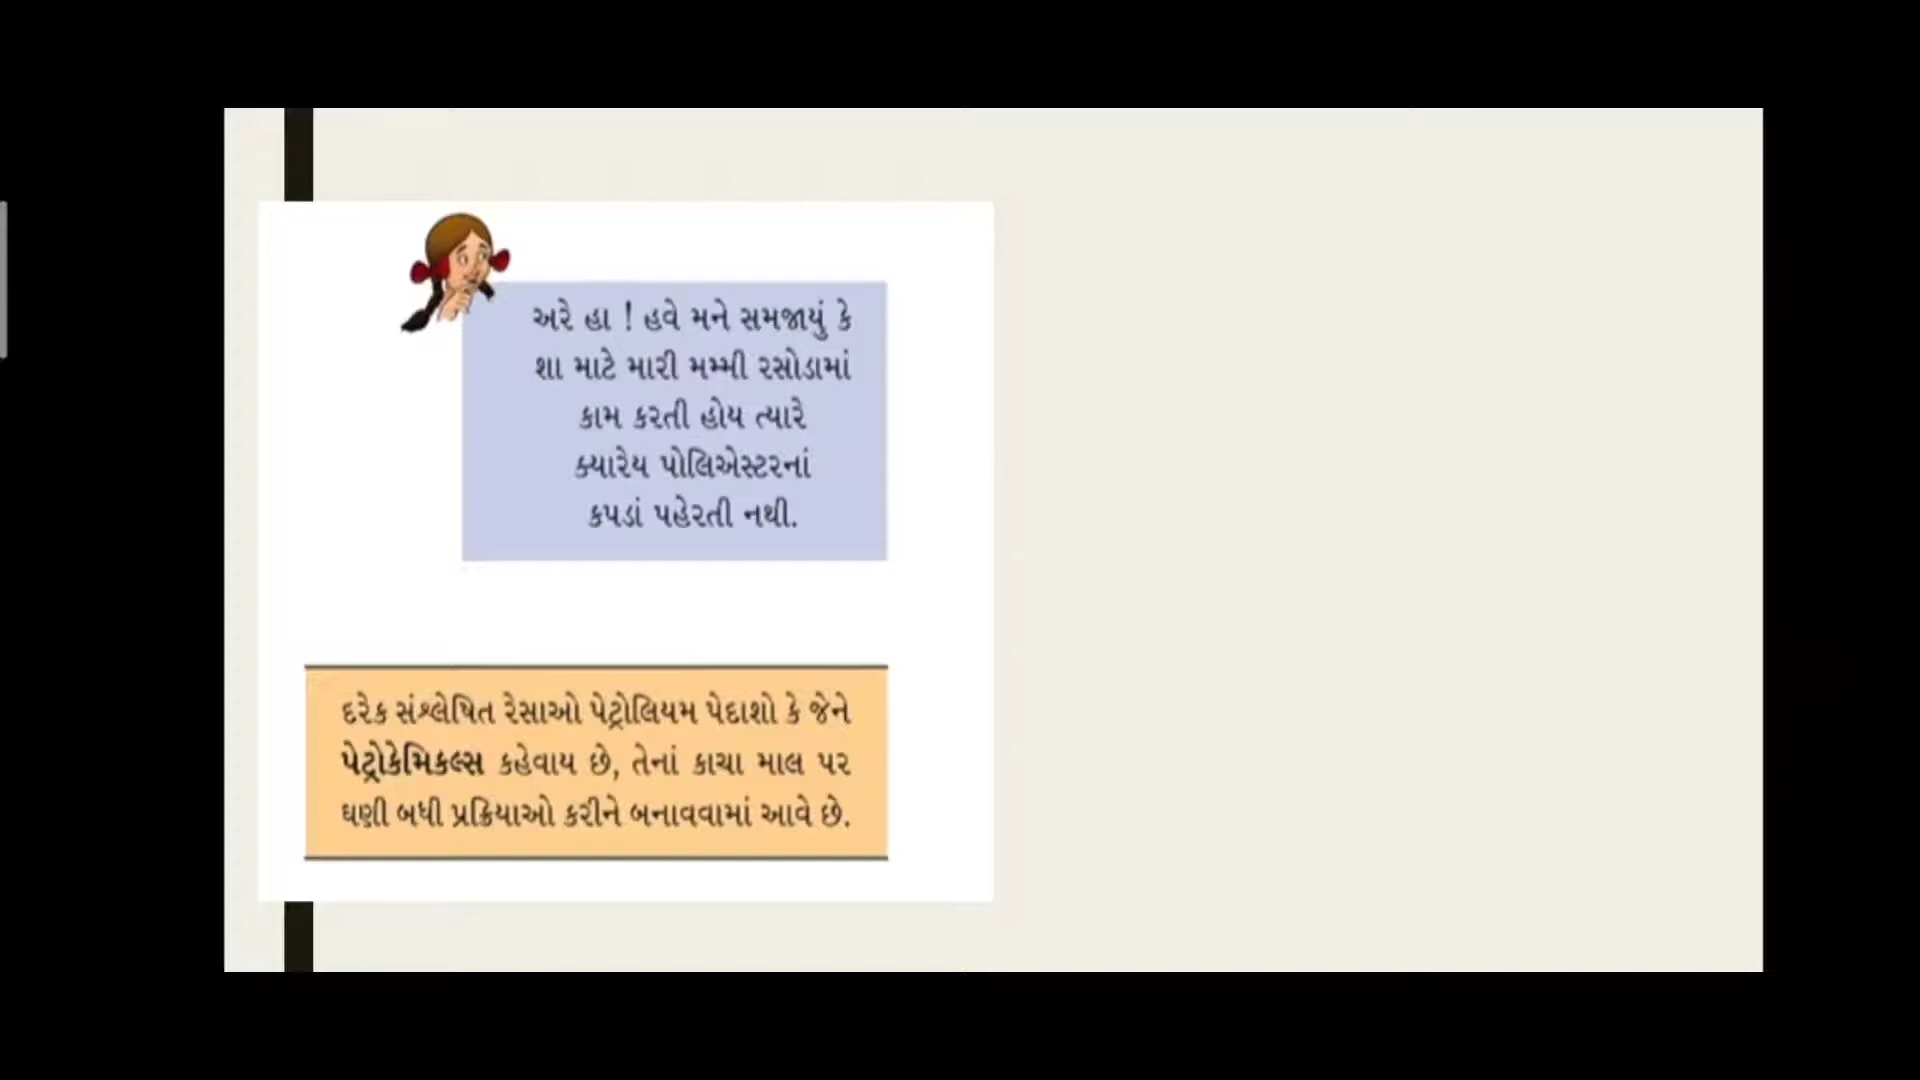 અરે હા ! હવે મને સમજાયું કે
શા માટે મારી મમ્મી રસોડામાં
કામ કરતી હોય ત્યારે
ક્યારેય પોલિએસ્ટરનાં
કપડાં પહેરતી નથી.
દરેક સંશ્લેષિત રેસાઓ પેટ્રોલિયમ પેદાશો કે જેને
પેટ્રોકેમિકલ્સ કહેવાય છે, તેનાં કાચા માલ પર
ઘણી બધી પ્રક્રિયાઓ કરીને બનાવવામાં આવે છે.